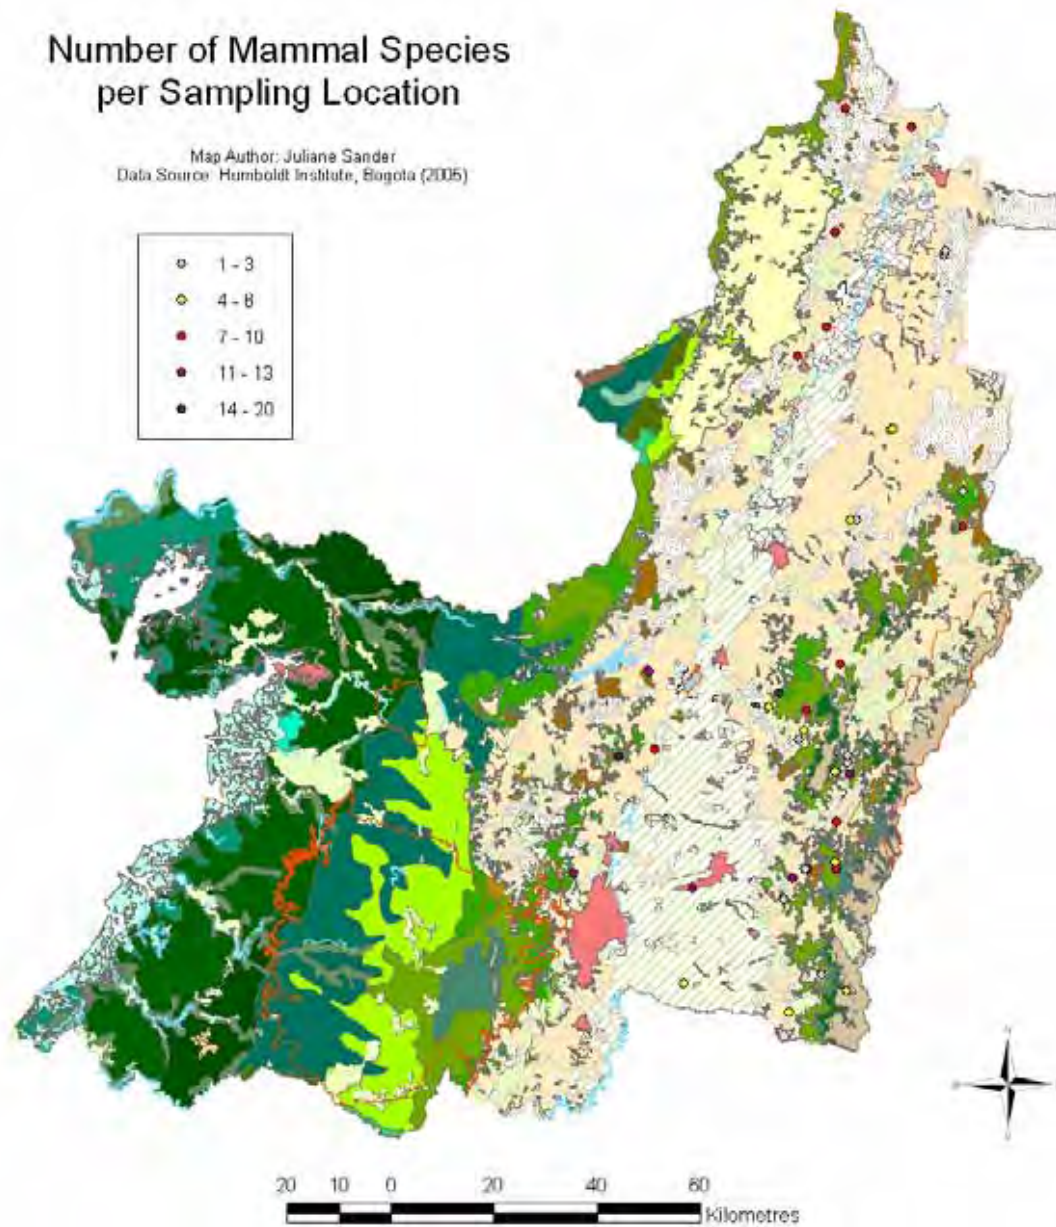 Number of Mammal Species
per Sampling Location
Map Author: Juliane Sander
Data Source: Humboldt Institute, Bogota (2005)
1 - 3
4 - 6
7 - 10
11 - 13
14 - 20
20 10 0 20 40 60
Kilometres